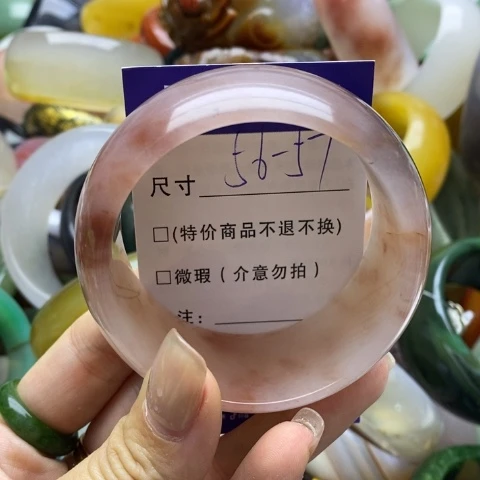 尺寸 56-57
□(特价商品不退不换)
□微瑕(介意勿拍)
注: